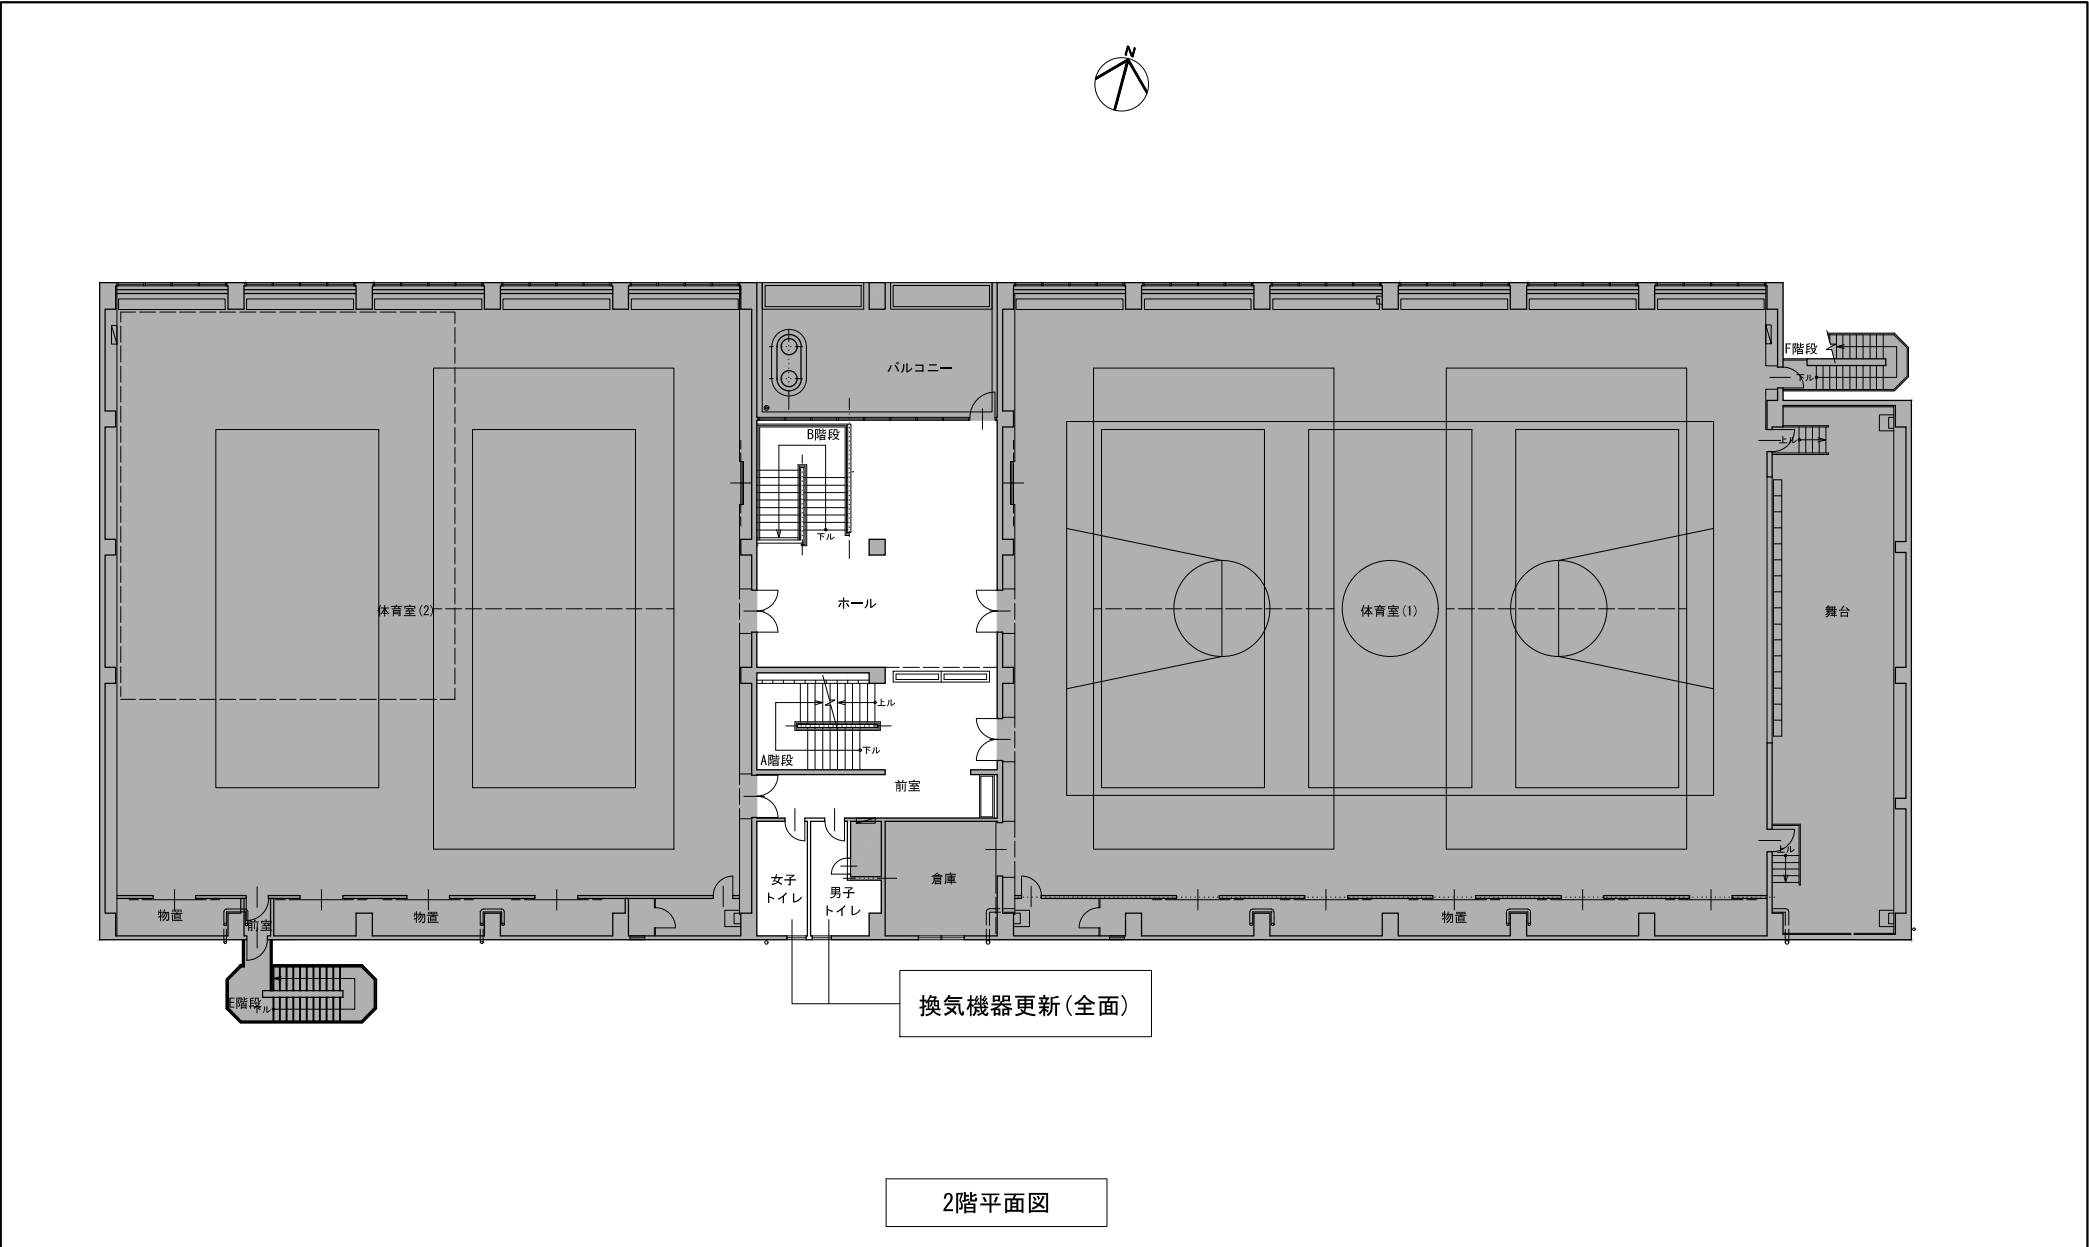 N
F階段
バルコニー
下ル
B階段
上ル
下ル
ホール
体育室(2)
体育室(1)
舞台
上ル
下ル
A階段
前室
上ル
女子
トイレ
男子
トイレ
倉庫
物置
前室
物置
物置
E階段
下ル
換気機器更新(全面)
2階平面図